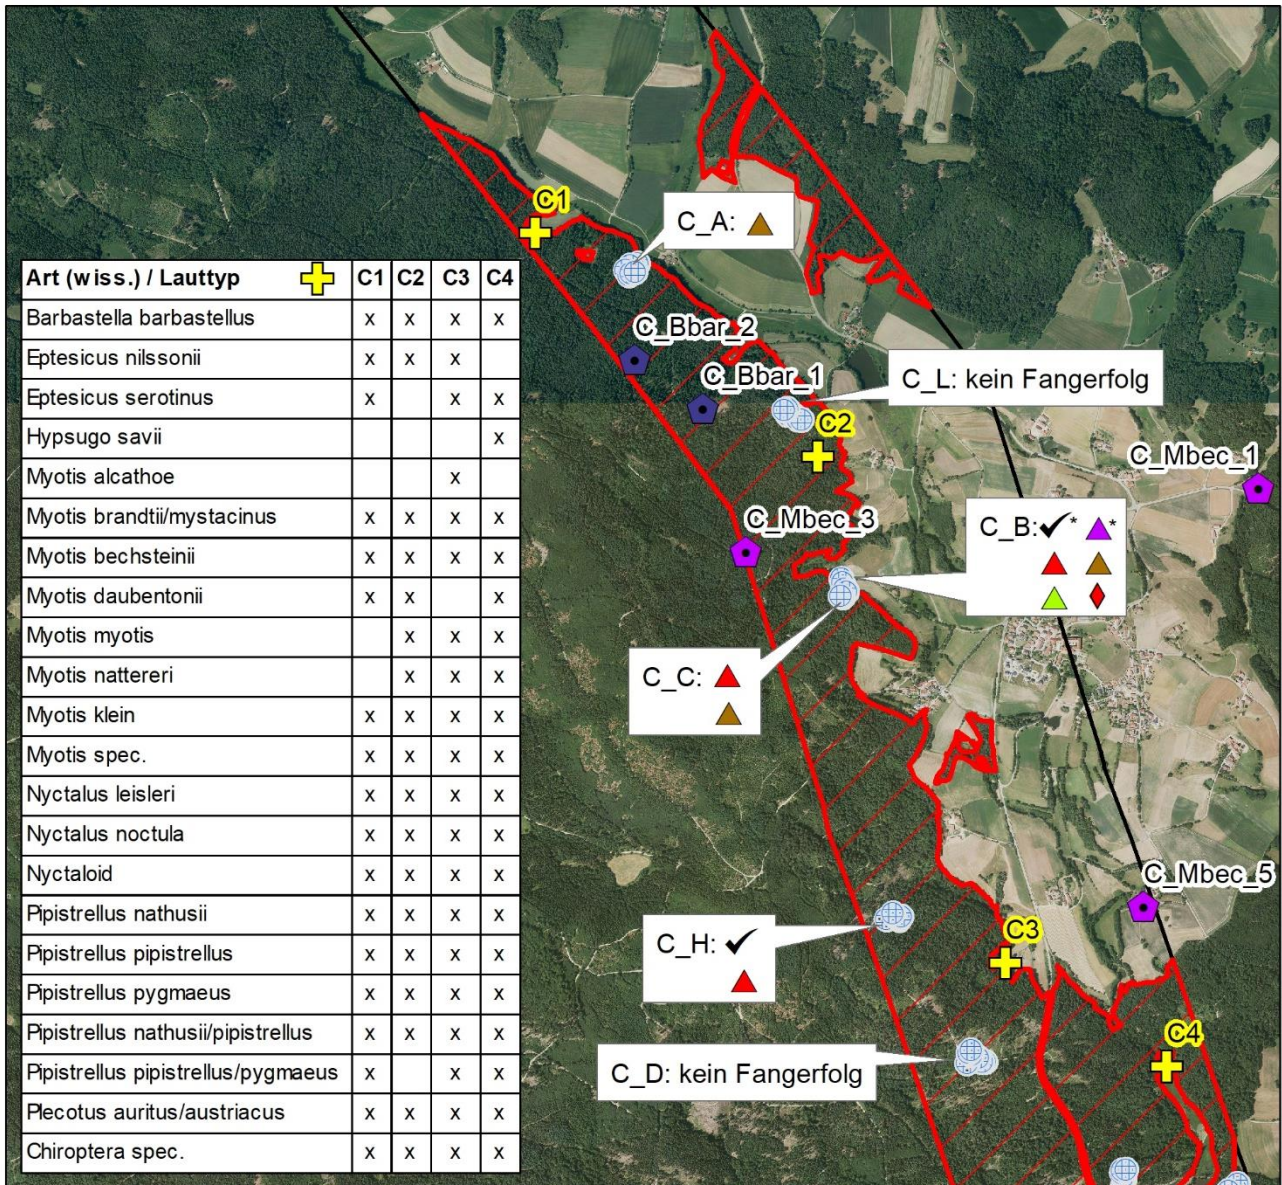 C1
C_A:
Art (wiss.) / Lauttyp C1 C2 C3 C4
Barbastella barbastellus x x x x
Eptesicus nilssonii x x x
Eptesicus serotinus x x x
Hypsugo savii x
Myotis alcathoe x
Myotis brandtii/mystacinus x x x x
Myotis bechsteinii x x x x
Myotis daubentonii x x x
Myotis myotis x x x
Myotis nattereri x x x
Myotis klein x x x x
Myotis spec. x x x x
Nyctalus leisleri x x x x
Nyctalus noctula x x x x
Nyctaloid x x x x
Pipistrellus nathusii x x x x
Pipistrellus pipistrellus x x x x
Pipistrellus pygmaeus x x x x
Pipistrellus nathusii/pipistrellus x x x x
Pipistrellus pipistrellus/pygmaeus x x x
Plecotus auritus/austriacus x x x x
Chiroptera spec. x x x x
C_Bbar_2
C_Bbar_1
C_L: kein Fangerfolg
C2
C_Mbec_1
C_Mbec_3
C_B: ✓* *
C_C:
C_Mbec_5
C_H: ✓
C3
C4
C_D: kein Fangerfolg